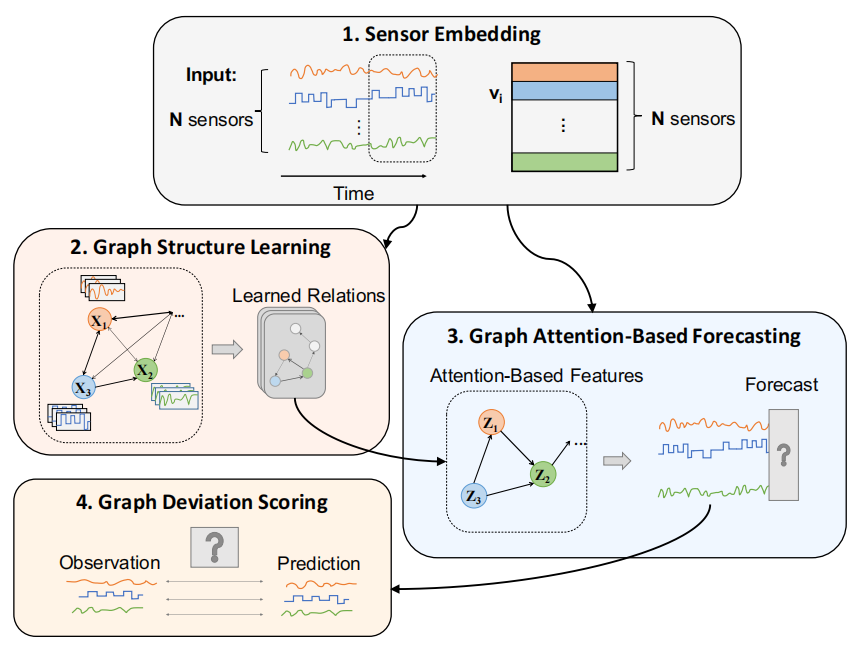 1. Sensor Embedding
Input:
N sensors
⋮
Time
vi
⋮
N sensors
2. Graph Structure Learning
X1
...
X2
X3
Learned Relations
3. Graph Attention-Based Forecasting
Attention-Based Features
Forecast
Z1
...
Z2
Z3
?
4. Graph Deviation Scoring
?
Observation
Prediction